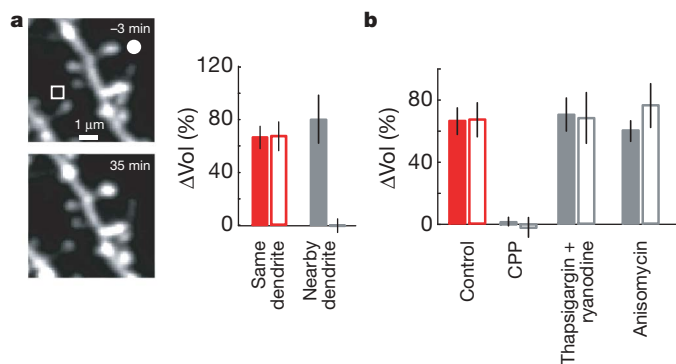 a
–3 min
1 μm
35 min
ΔVol (%)
120
80
40
0
Same
dendrite
Nearby
dendrite
b
ΔVol (%)
80
40
0
Control
CPP
Thapsigargin +
ryanodine
Anisomycin